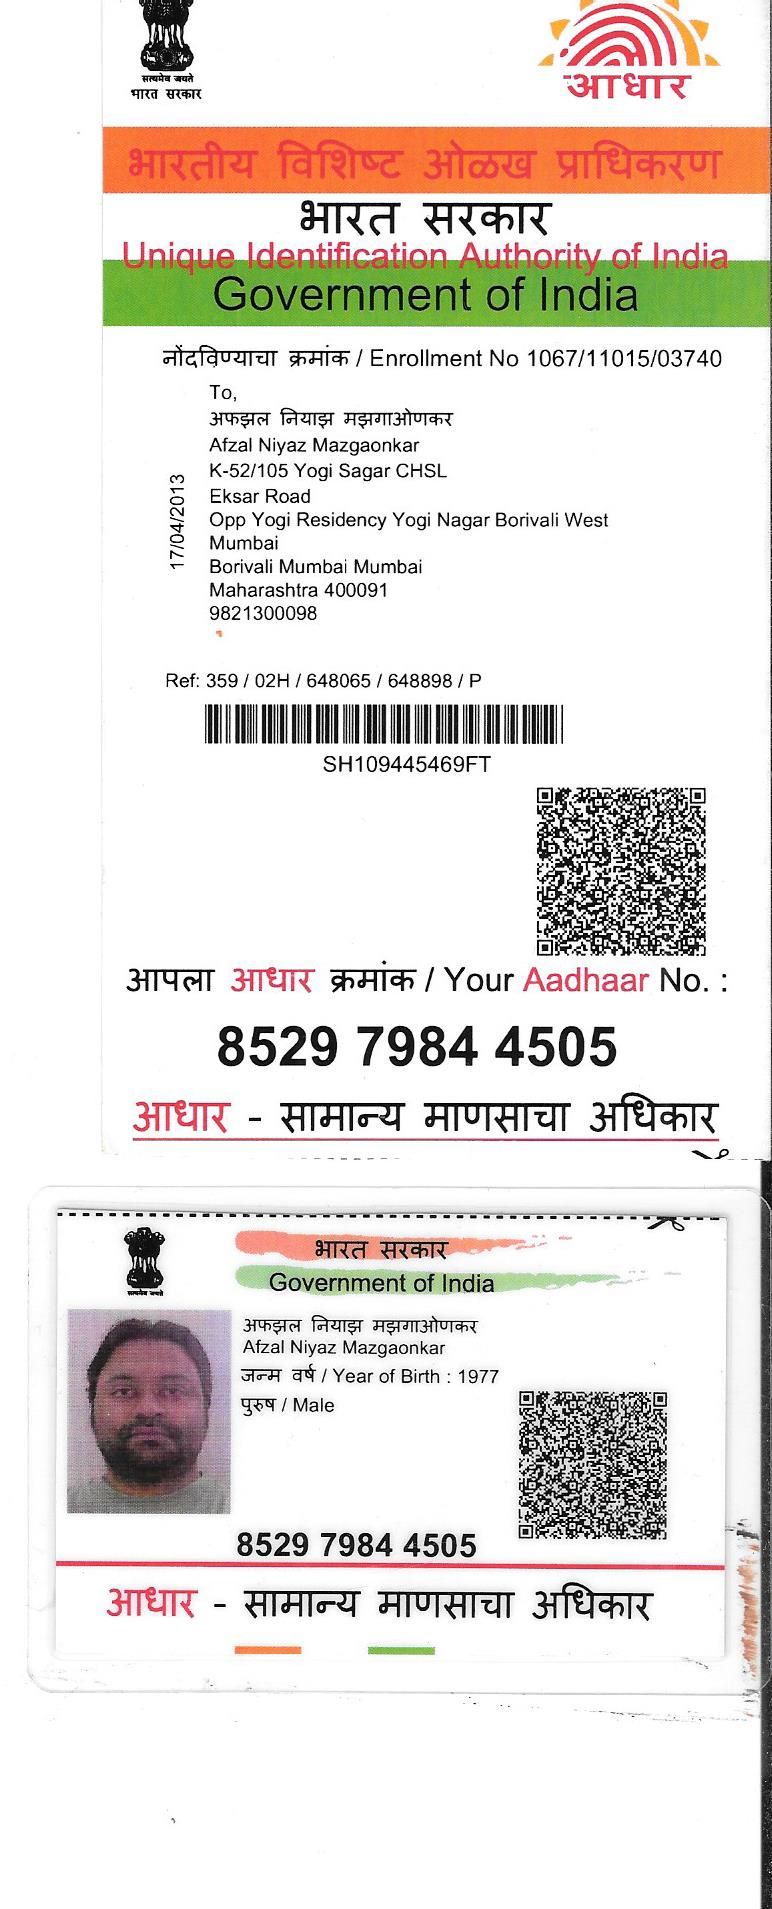 सत्यमेव जयते
भारत सरकार
आधार
भारतीय विशिष्ट ओळख प्राधिकरण
भारत सरकार
Unique Identification Authority of India
Government of India
नोंदविण्याचा क्रमांक / Enrollment No 1067/11015/03740
To,
अफझल नियाझ मझगाओणकर
Afzal Niyaz Mazgaonkar
K-52/105 Yogi Sagar CHSL
Eksar Road
Opp Yogi Residency Yogi Nagar Borivali West
Mumbai
Borivali Mumbai Mumbai
Maharashtra 400091
9821300098
17/04/2013
Ref: 359 / 02H / 648065 / 648898 / P
SH109445469FT
आपला आधार क्रमांक / Your Aadhaar No. :
8529 7984 4505
आधार - सामान्य माणसाचा अधिकार
सत्यमेव जयते
भारत सरकार
Government of India
अफझल नियाझ मझगाओणकर
Afzal Niyaz Mazgaonkar
जन्म वर्ष / Year of Birth : 1977
पुरुष / Male
8529 7984 4505
आधार - सामान्य माणसाचा अधिकार